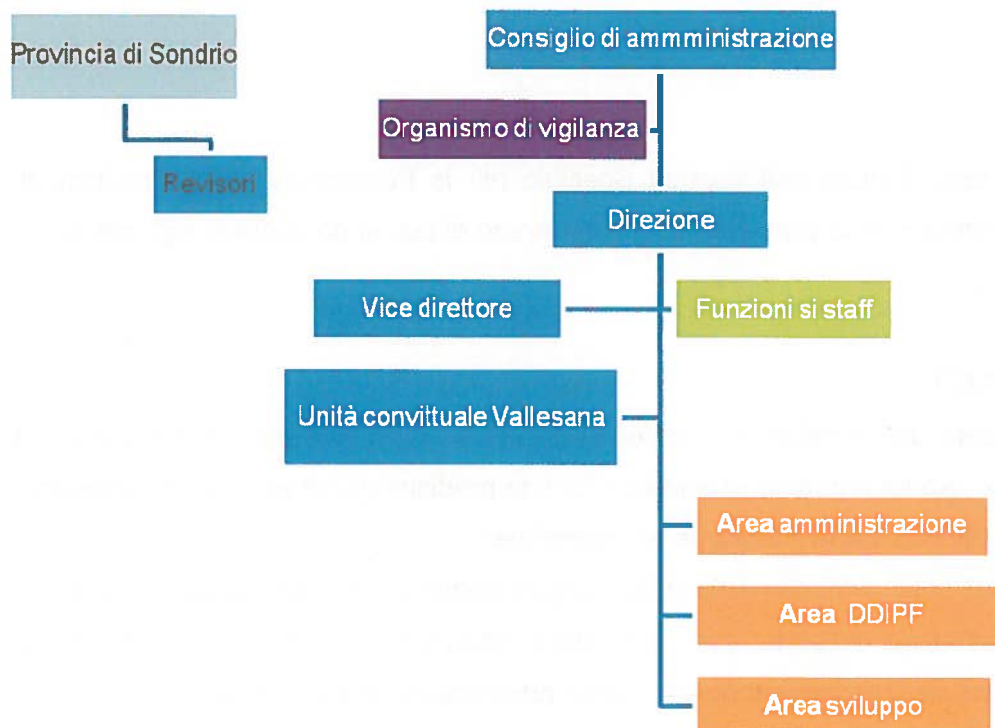 Provincia di Sondrio
Consiglio di ammministrazione
Organismo di vigilanza
Revisori
Direzione
Vice direttore
Funzioni si staff
Unità convittuale Vallesana
Area amministrazione
Area DDIPF
Area sviluppo